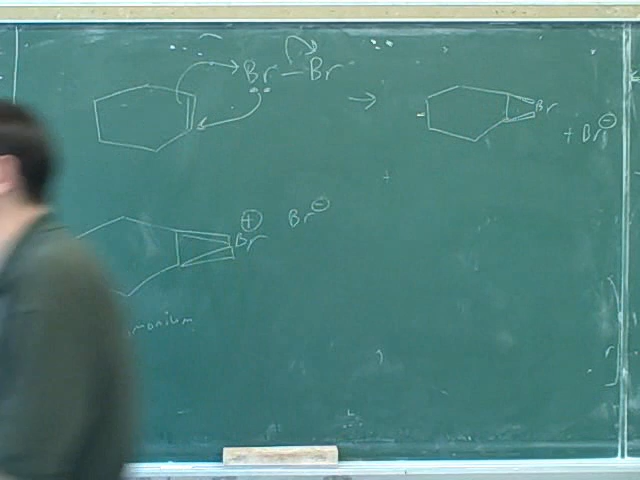 Br — Br
→
Br
+ Br⊖
⊕
Br
Br⊖
monium